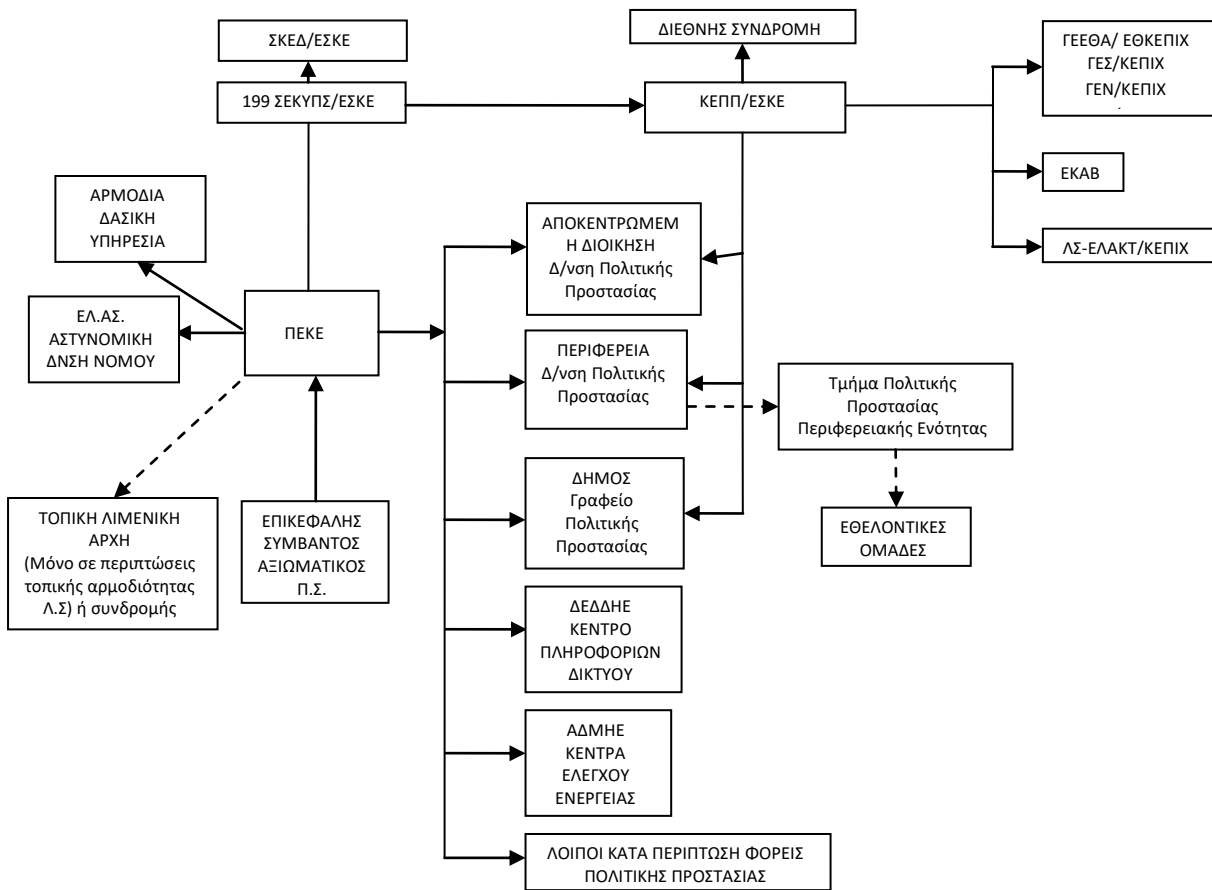 ΣΚΕΔ/ΕΣΚΕ
ΔΙΕΘΝΗΣ ΣΥΝΔΡΟΜΗ
ΓΕΕΘΑ/ ΕΘΚΕΠΙΧ
ΓΕΣ/ΚΕΠΙΧ
ΓΕΝ/ΚΕΠΙΧ
199 ΣΕΚΥΠΣ/ΕΣΚΕ
ΚΕΠΠ/ΕΣΚΕ
ΕΚΑΒ
ΛΣ-ΕΛΑΚΤ/ΚΕΠΙΧ
ΑΡΜΟΔΙΑ
ΔΑΣΙΚΗ
ΥΠΗΡΕΣΙΑ
ΑΠΟΚΕΝΤΡΩΜΕΜ
Η ΔΙΟΙΚΗΣΗ
Δ/νση Πολιτικής
Προστασίας
ΕΛ.ΑΣ.
ΑΣΤΥΝΟΜΙΚΗ
ΔΝΣΗ ΝΟΜΟΥ
ΠΕΚΕ
ΠΕΡΙΦΕΡΕΙΑ
Δ/νση Πολιτικής
Προστασίας
Τμήμα Πολιτικής
Προστασίας
Περιφερειακής Ενότητας
ΤΟΠΙΚΗ ΛΙΜΕΝΙΚΗ
ΑΡΧΗ
(Μόνο σε περιπτώσεις
τοπικής αρμοδιότητας
Λ.Σ) ή συνδρομής
ΕΠΙΚΕΦΑΛΗΣ
ΣΥΜΒΑΝΤΟΣ
ΑΞΙΩΜΑΤΙΚΟΣ
Π.Σ.
ΔΗΜΟΣ
Γραφείο
Πολιτικής
Προστασίας
ΕΘΕΛΟΝΤΙΚΕΣ
ΟΜΑΔΕΣ
ΔΕΔΔΗΕ
ΚΕΝΤΡΟ
ΠΛΗΡΟΦΟΡΙΩΝ
ΔΙΚΤΥΟΥ
ΑΔΜΗΕ
ΚΕΝΤΡΑ
ΕΛΕΓΧΟΥ
ΕΝΕΡΓΕΙΑΣ
ΛΟΙΠΟΙ ΚΑΤΑ ΠΕΡΙΠΤΩΣΗ ΦΟΡΕΙΣ
ΠΟΛΙΤΙΚΗΣ ΠΡΟΣΤΑΣΙΑΣ